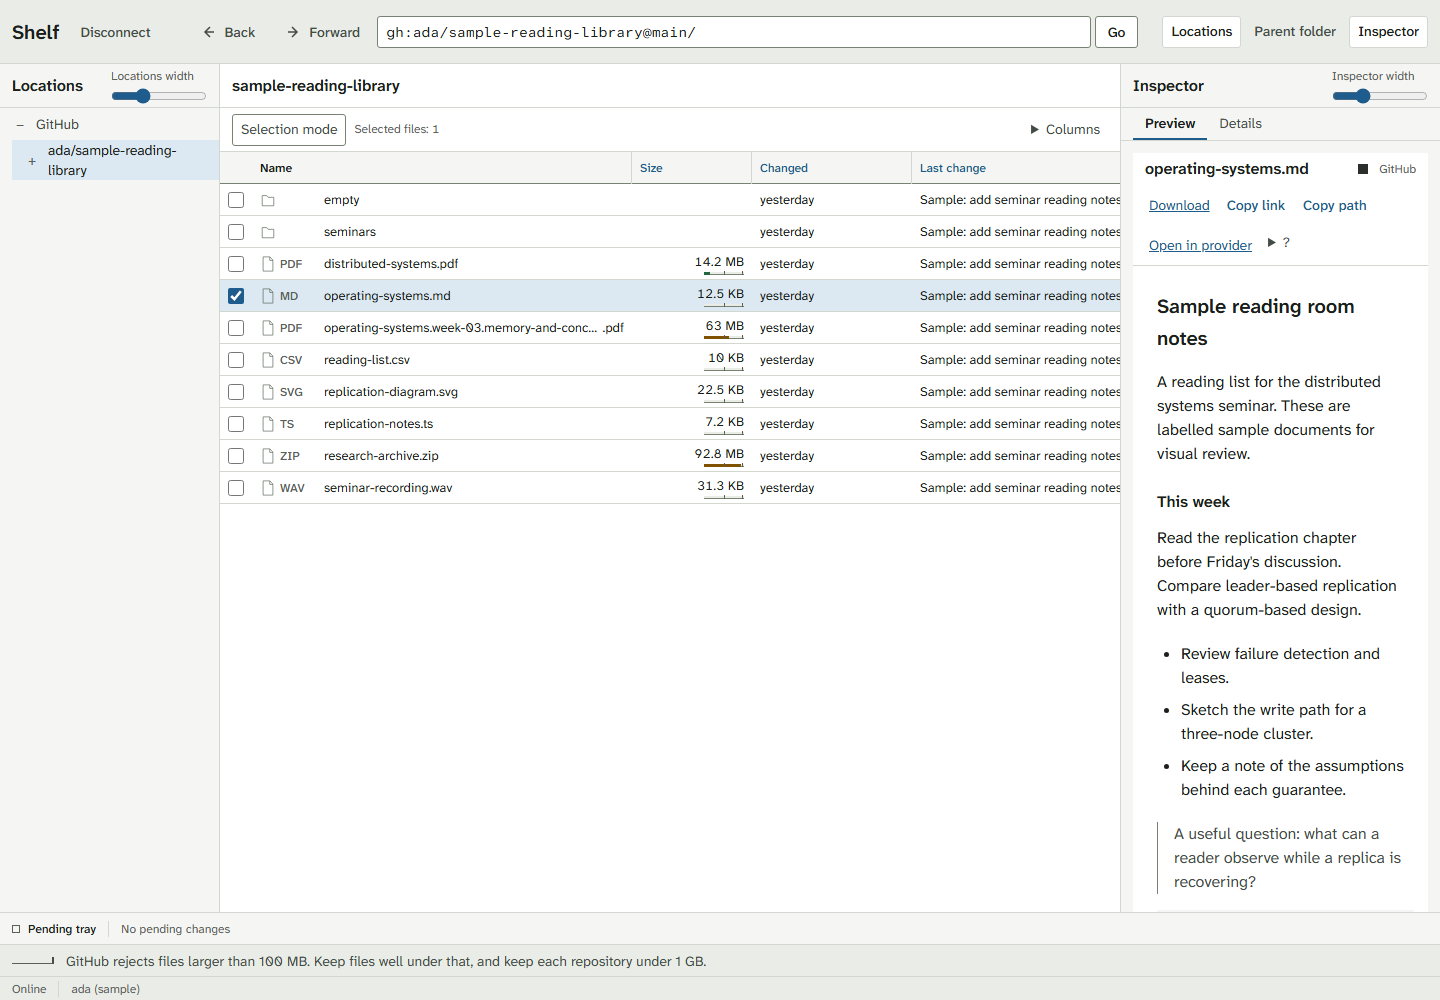 Shelf Disconnect Back Forward gh:ada/sample-reading-library@main/ Go Locations Parent folder Inspector
Locations Locations width
– GitHub
+ ada/sample-reading-
library
sample-reading-library
Selection mode Selected files: 1 Columns
Name Size Changed Last change
empty yesterday Sample: add seminar reading notes
seminars yesterday Sample: add seminar reading notes
PDF distributed-systems.pdf 14.2 MB yesterday Sample: add seminar reading notes
MD operating-systems.md 12.5 KB yesterday Sample: add seminar reading notes
PDF operating-systems.week-03.memory-and-conc... .pdf 63 MB yesterday Sample: add seminar reading notes
CSV reading-list.csv 10 KB yesterday Sample: add seminar reading notes
SVG replication-diagram.svg 22.5 KB yesterday Sample: add seminar reading notes
TS replication-notes.ts 7.2 KB yesterday Sample: add seminar reading notes
ZIP research-archive.zip 92.8 MB yesterday Sample: add seminar reading notes
WAV seminar-recording.wav 31.3 KB yesterday Sample: add seminar reading notes
Inspector Inspector width
Preview Details
operating-systems.md GitHub
Download Copy link Copy path
Open in provider ?
Sample reading room
notes
A reading list for the distributed
systems seminar. These are
labelled sample documents for
visual review.
This week
Read the replication chapter
before Friday's discussion.
Compare leader-based replication
with a quorum-based design.
• Review failure detection and
leases.
• Sketch the write path for a
three-node cluster.
• Keep a note of the assumptions
behind each guarantee.
A useful question: what can a
reader observe while a replica is
recovering?
Pending tray No pending changes
GitHub rejects files larger than 100 MB. Keep files well under that, and keep each repository under 1 GB.
Online ada (sample)